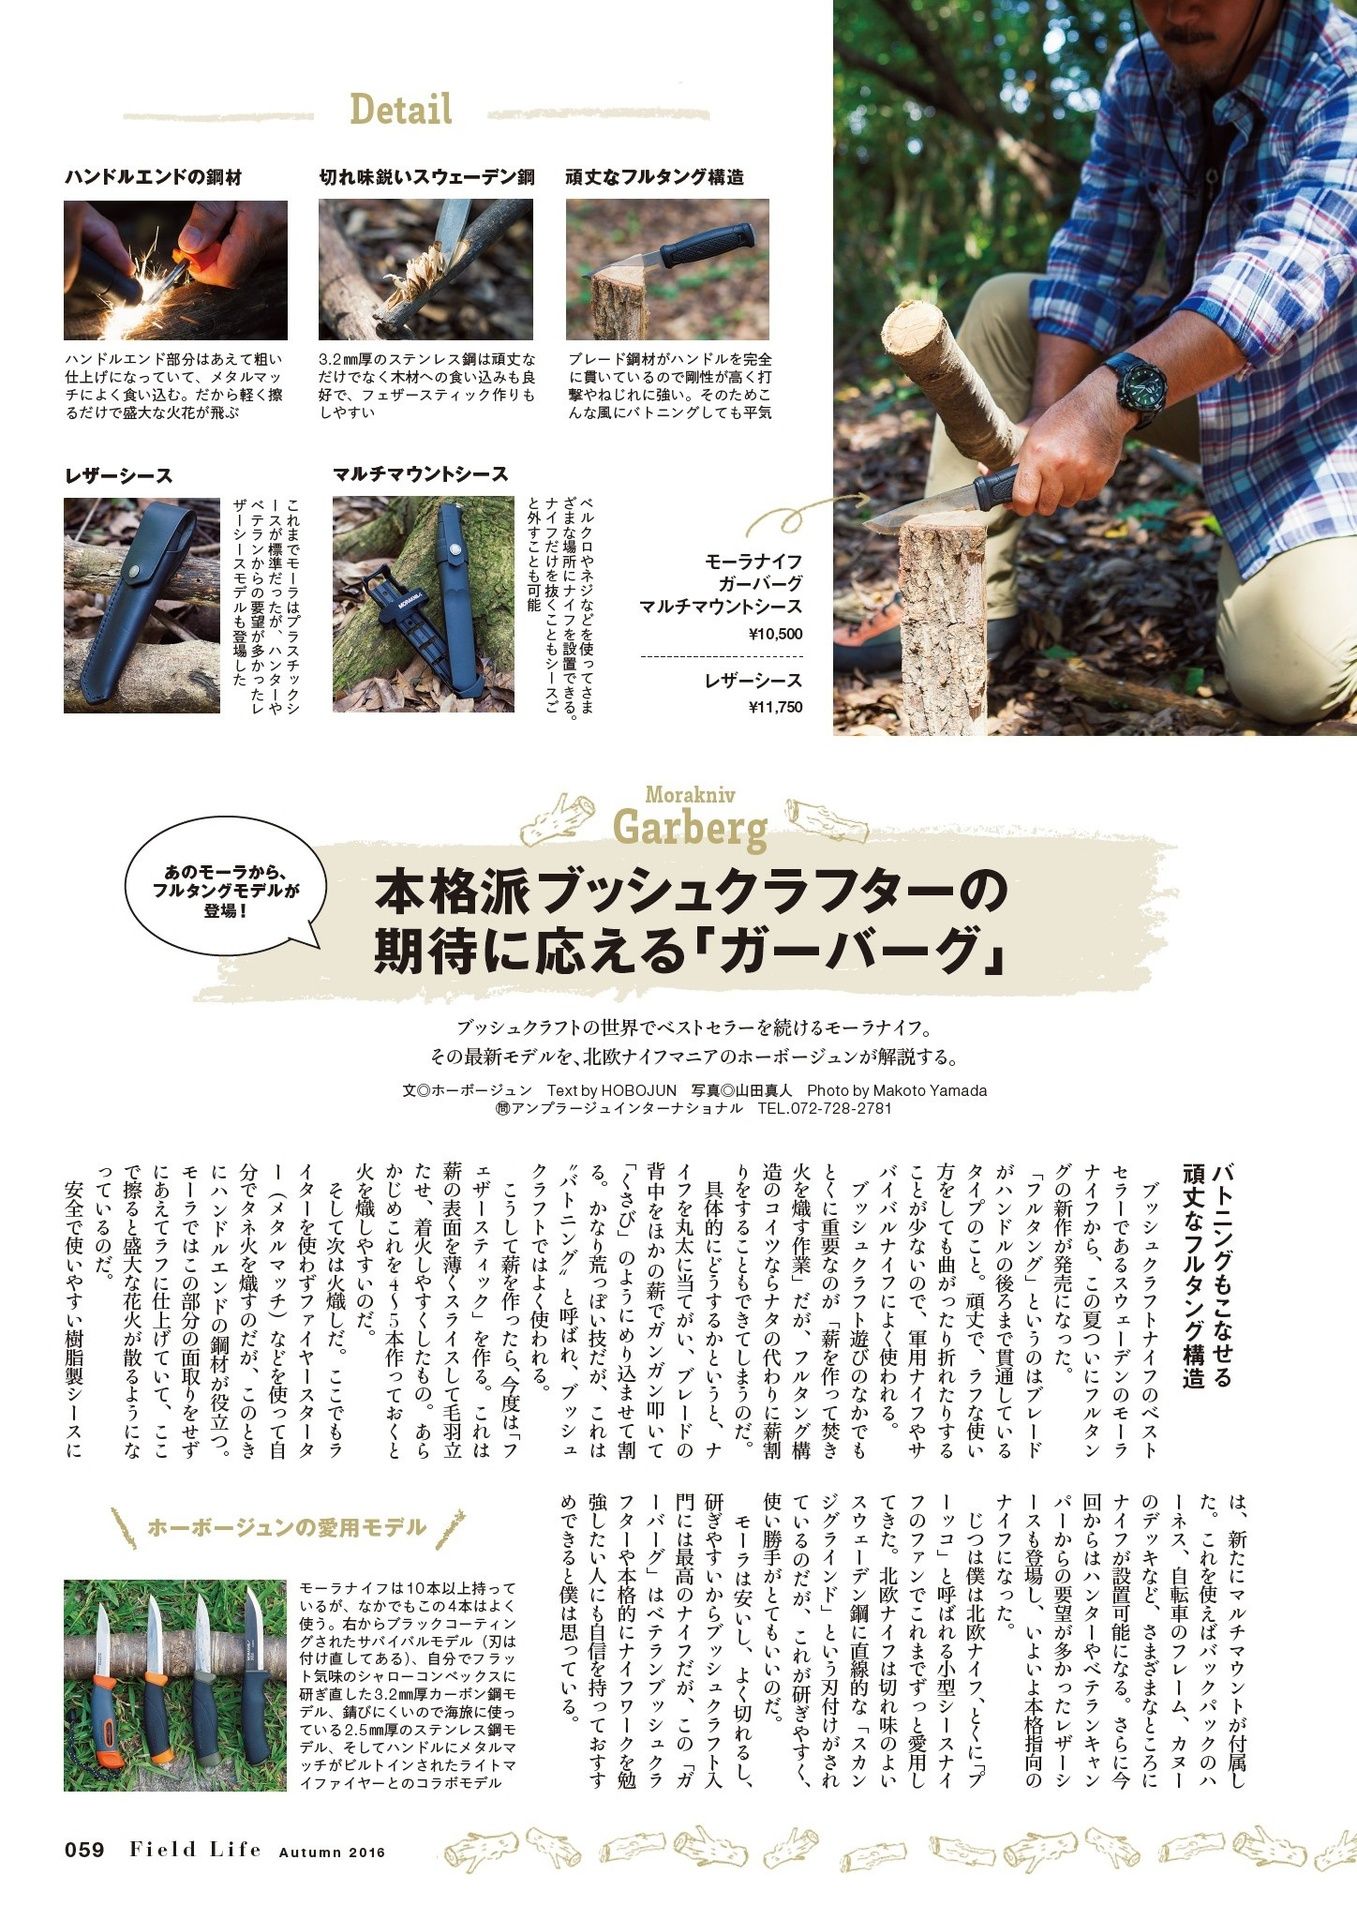 Detail
ハンドルエンドの鋼材
ハンドルエンド部分はあえて粗い
仕上げになっていて、メタルマッ
チによく食い込む。だから軽く擦
るだけで盛大な火花が飛ぶ
切れ味鋭いスウェーデン鋼
3.2㎜厚のステンレス鋼は頑丈な
だけでなく木材への食い込みも良
好で、フェザースティック作りも
しやすい
頑丈なフルタング構造
ブレード鋼材がハンドルを完全
に貫いているので剛性が高く打
撃やねじれに強い。そのためこ
んな風にバトニングしても平気
レザーシース
これまでモーラはプラスチックシ
ースが標準だったが、ハンターや
ベテランからの要望が多かったレ
ザーシースモデルも登場した
マルチマウントシース
MORAKNIV
ベルクロやネジなどを使ってさま
ざまな場所にナイフを設置できる。
ナイフだけを抜くこともシースご
と外すことも可能
モーラナイフ
ガーバーグ
マルチマウントシース
¥10,500
レザーシース
¥11,750
Morakniv
Garberg
あのモーラから、
フルタングモデルが
登場！
本格派ブッシュクラフターの
期待に応える「ガーバーグ」
ブッシュクラフトの世界でベストセラーを続けるモーラナイフ。
その最新モデルを、北欧ナイフマニアのホーボージュンが解説する。
文◎ホーボージュン　Text by HOBOJUN　写真◎山田真人　Photo by Makoto Yamada
㉄アンプラージュインターナショナル　TEL.072-728-2781
バトニングもこなせる
頑丈なフルタング構造
ブッシュクラフトナイフのベスト
セラーであるスウェーデンのモーラ
ナイフから、この夏ついにフルタン
グの新作が発売になった。
「フルタング」というのはブレード
がハンドルの後ろまで貫通している
タイプのこと。頑丈で、ラフな使い
方をしても曲がったり折れたりする
ことが少ないので、軍用ナイフやサ
バイバルナイフによく使われる。
ブッシュクラフト遊びのなかでも
とくに重要なのが「薪を作って焚き
火を熾す作業」だが、フルタング構
造のコイツならナタの代わりに薪割
りをすることもできてしまうのだ。
具体的にどうするかというと、ナ
イフを丸太に当てがい、ブレードの
背中をほかの薪でガンガン叩いて
「くさび」のようにめり込ませて割
る。かなり荒っぽい技だが、これは
〝バトニング〟と呼ばれ、ブッシュ
クラフトではよく使われる。
こうして薪を作ったら、今度は「フ
ェザースティック」を作る。これは
薪の表面を薄くスライスして毛羽立
たせ、着火しやすくしたもの。あら
かじめこれを4〜5本作っておくと
火を熾しやすいのだ。
そして次は火熾しだ。ここでもラ
イターを使わずファイヤースタータ
ー（メタルマッチ）などを使って自
分でタネ火を熾すのだが、このとき
にハンドルエンドの鋼材が役立つ。
モーラではこの部分の面取りをせず
にあえてラフに仕上げていて、ここ
で擦ると盛大な花火が散るようにな
っているのだ。
安全で使いやすい樹脂製シースに
は、新たにマルチマウントが付属し
た。これを使えばバックパックのハ
ーネス、自転車のフレーム、カヌー
のデッキなど、さまざまなところに
ナイフが設置可能になる。さらに今
回からはハンターやベテランキャン
パーからの要望が多かったレザーシ
ースも登場し、いよいよ本格指向の
ナイフになった。
じつは僕は北欧ナイフ、とくに「プ
ーッコ」と呼ばれる小型シースナイ
フのファンでこれまでずっと愛用し
てきた。北欧ナイフは切れ味のよい
スウェーデン鋼に直線的な「スカン
ジグラインド」という刃付けがされ
ているのだが、これが研ぎやすく、
使い勝手がとてもいいのだ。
モーラは安いし、よく切れるし、
研ぎやすいからブッシュクラフト入
門には最高のナイフだが、この「ガ
ーバーグ」はベテランブッシュクラ
フターや本格的にナイフワークを勉
強したい人にも自信を持っておすす
めできると僕は思っている。
ホーボージュンの愛用モデル
モーラナイフは10本以上持って
いるが、なかでもこの4本はよく
使う。右からブラックコーティン
グされたサバイバルモデル（刃は
付け直してある）、自分でフラッ
ト気味のシャローコンベックスに
研ぎ直した3.2㎜厚カーボン鋼モ
デル、錆びにくいので海旅に使っ
ている2.5㎜厚のステンレス鋼モ
デル、そしてハンドルにメタルマ
ッチがビルトインされたライトマ
イファイヤーとのコラボモデル
059　Field Life　Autumn 2016